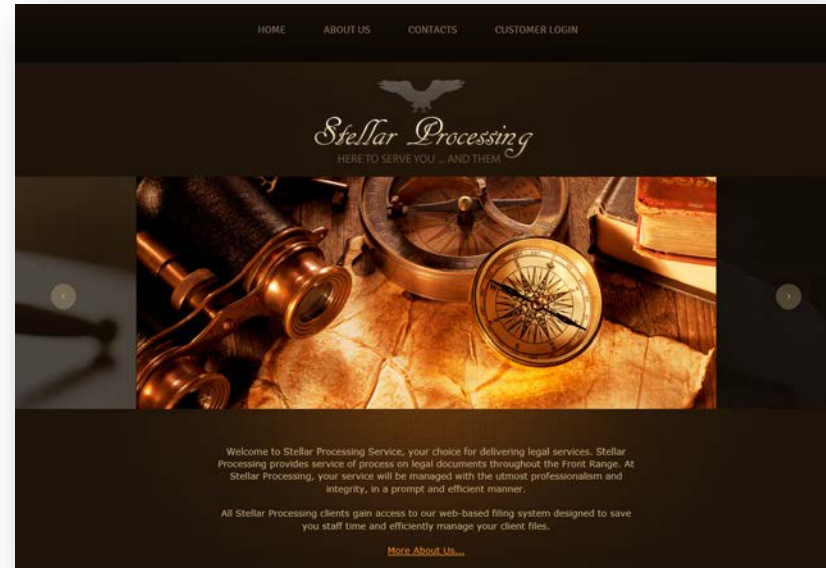 HOME ABOUT US CONTACTS CUSTOMER LOGIN
Stellar Processing
HERE TO SERVE YOU ... AND THEM
Welcome to Stellar Processing Service, your choice for delivering legal services. Stellar
Processing provides service of process on legal documents throughout the Front Range. At
Stellar Processing, your service will be managed with the utmost professionalism and
integrity, in a prompt and efficient manner.
All Stellar Processing clients gain access to our web-based filing system designed to save
you staff time and efficiently manage your client files.
More About Us...